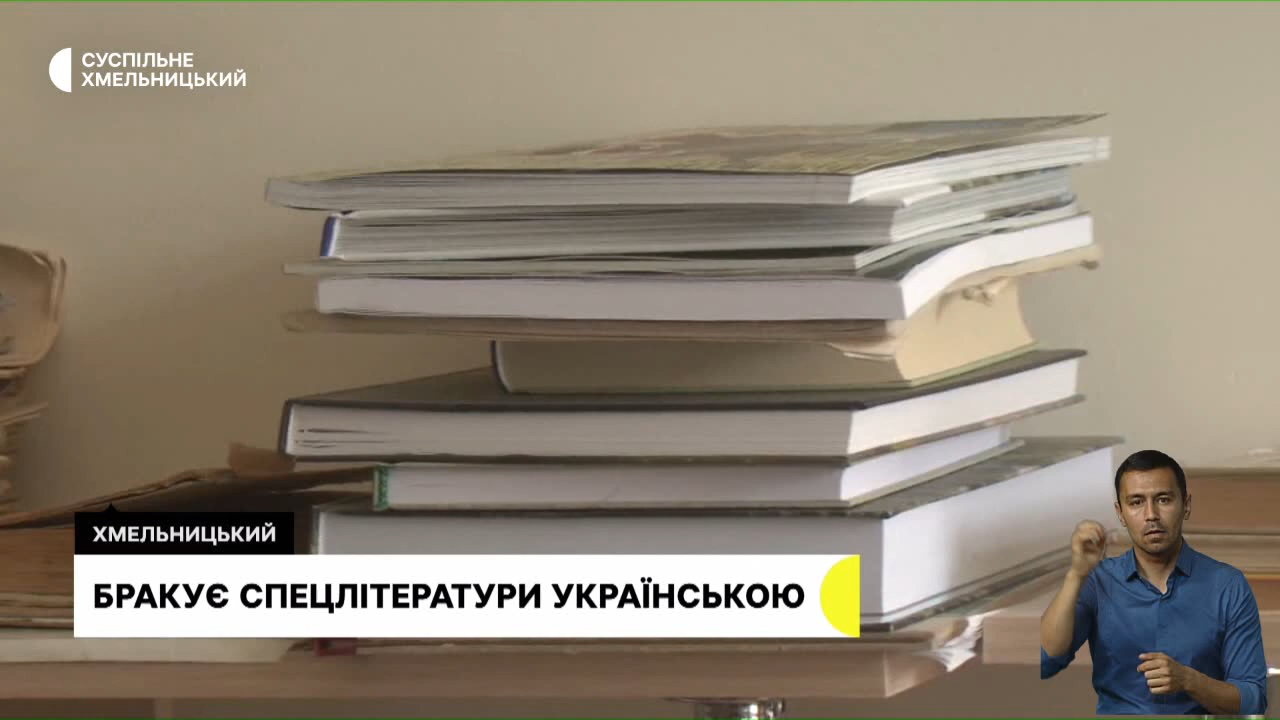 СУСПІЛЬНЕ
ХМЕЛЬНИЦЬКИЙ
ХМЕЛЬНИЦЬКИЙ
БРАКУЄ СПЕЦЛІТЕРАТУРИ УКРАЇНСЬКОЮ